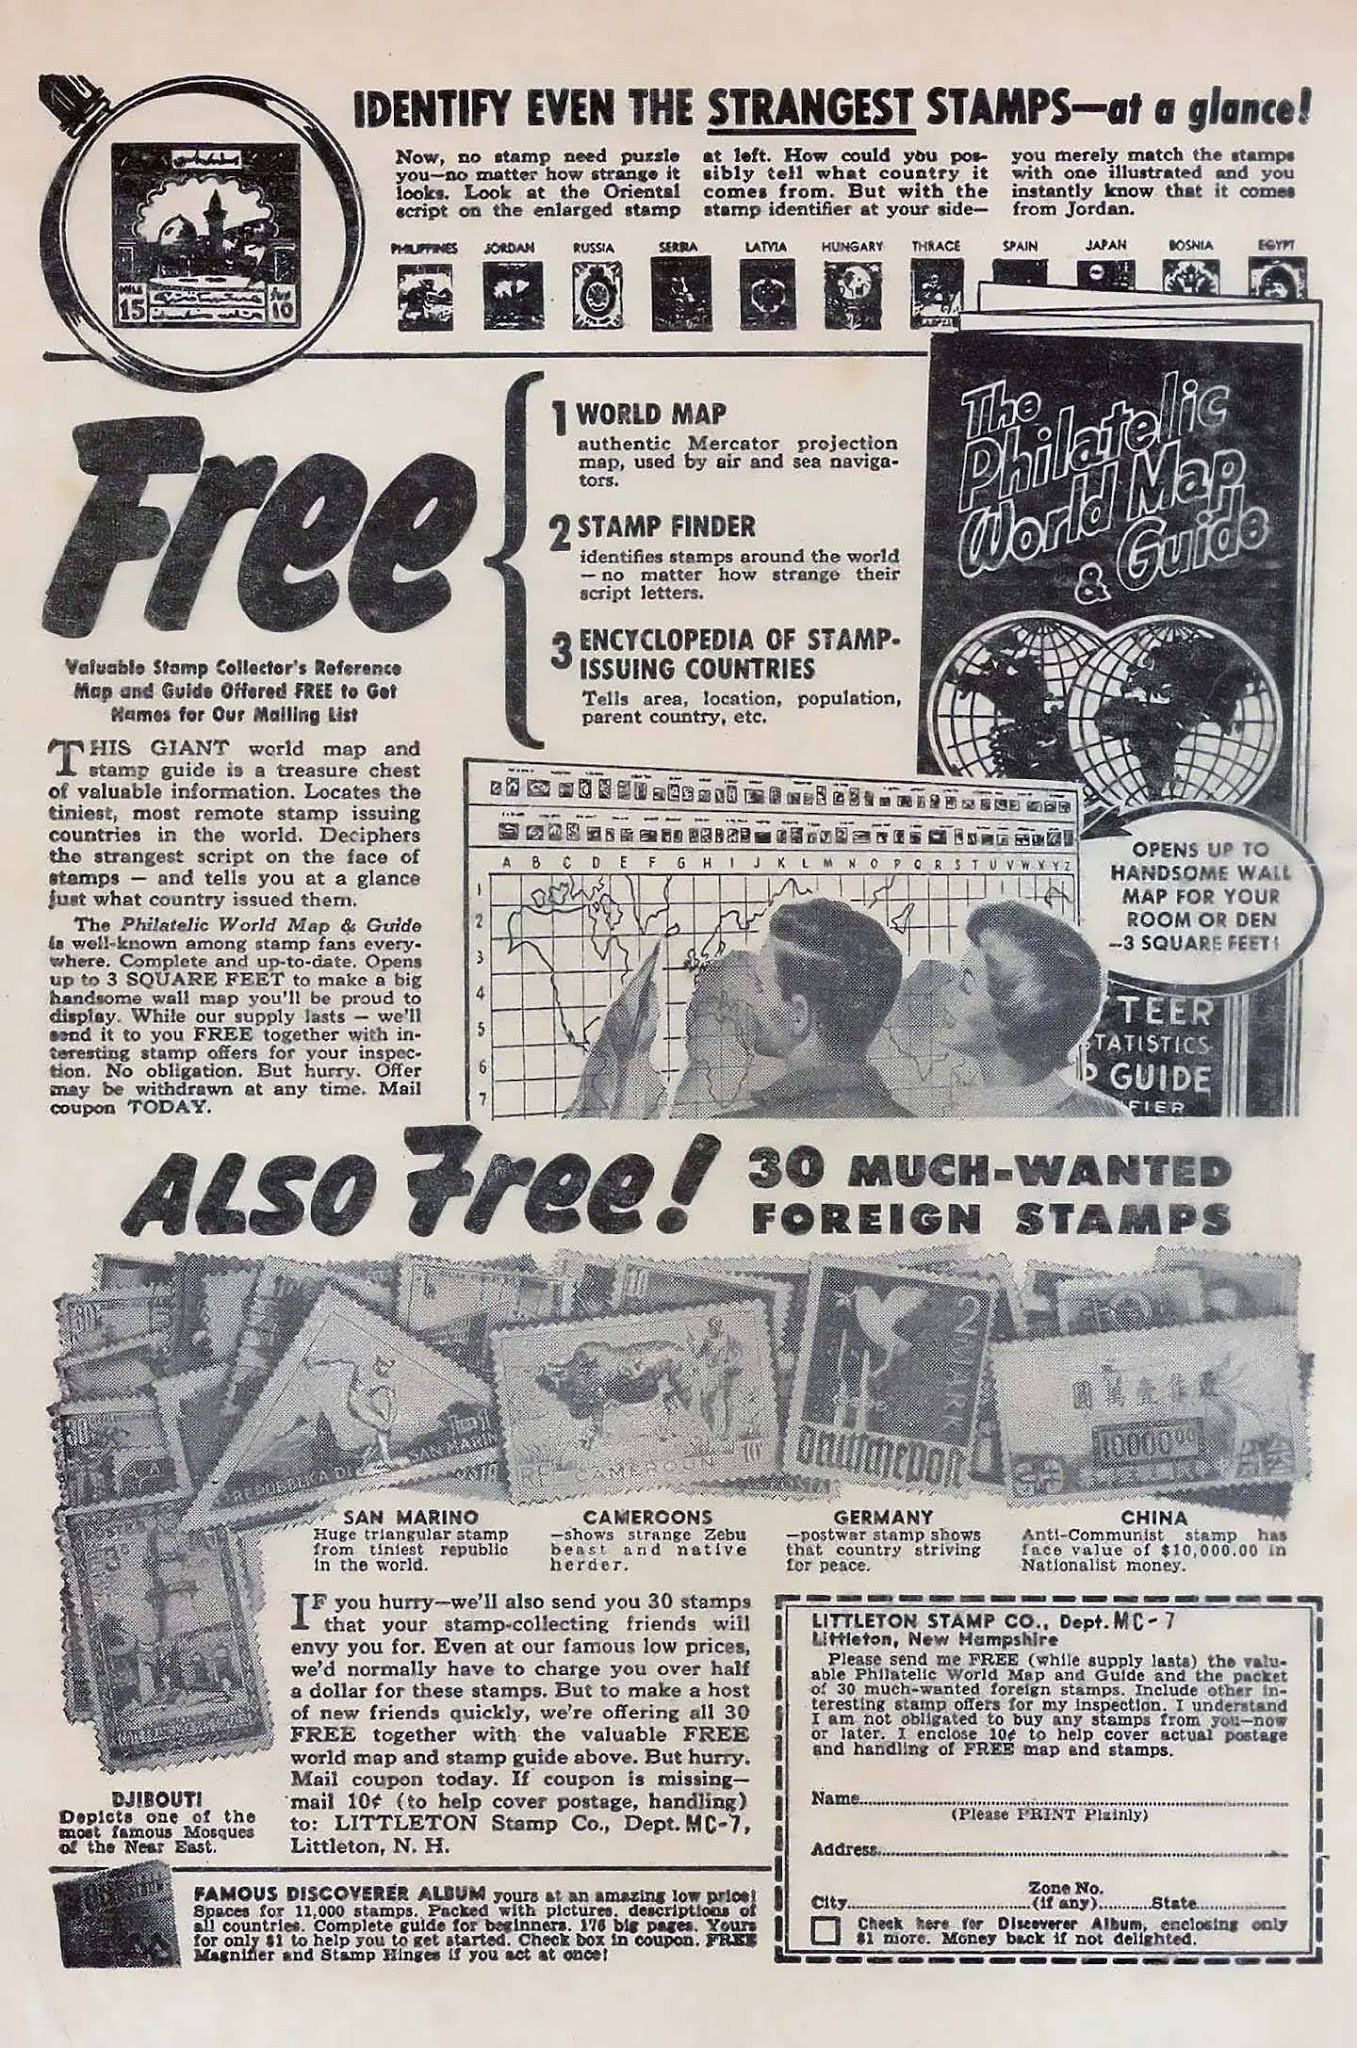 IDENTIFY EVEN THE STRANGEST STAMPS—at a glance!
Now, no stamp need puzzle
you—no matter how strange it
looks. Look at the Oriental
script on the enlarged stamp
at left. How could you pos-
sibly tell what country it
comes from. But with the
stamp identifier at your side—
you merely match the stamps
with one illustrated and you
instantly know that it comes
from Jordan.
MILS
15
10
PHILIPPINES JORDAN RUSSIA SERBIA LATVIA HUNGARY THRACE SPAIN JAPAN BOSNIA EGYPT
Free
1 WORLD MAP
authentic Mercator projection
map, used by air and sea naviga-
tors.
2 STAMP FINDER
identifies stamps around the world
— no matter how strange their
script letters.
3 ENCYCLOPEDIA OF STAMP-
ISSUING COUNTRIES
Tells area, location, population,
parent country, etc.
The
Philatelic
World Map
& Guide
Valuable Stamp Collector's Reference
Map and Guide Offered FREE to Get
Names for Our Mailing List
THIS GIANT world map and
stamp guide is a treasure chest
of valuable information. Locates the
tiniest, most remote stamp issuing
countries in the world. Deciphers
the strangest script on the face of
stamps — and tells you at a glance
just what country issued them.
The Philatelic World Map & Guide
is well-known among stamp fans every-
where. Complete and up-to-date. Opens
up to 3 SQUARE FEET to make a big
handsome wall map you'll be proud to
display. While our supply lasts — we'll
send it to you FREE together with in-
teresting stamp offers for your inspec-
tion. No obligation. But hurry. Offer
may be withdrawn at any time. Mail
coupon TODAY.
A B C D E F G H I J K L M N O P Q R S T U V W X Y Z
1
2
3
4
5
6
7
OPENS UP TO
HANDSOME WALL
MAP FOR YOUR
ROOM OR DEN
—3 SQUARE FEET!
TEER
TATISTICS
P GUIDE
FIER
ALSO Free!
30 MUCH-WANTED
FOREIGN STAMPS
REPUBBLICA DI SAN MARINO
CAMEROUN
10
2 MARK
Deutsche Post
10000 00
SAN MARINO
Huge triangular stamp
from tiniest republic
in the world.
CAMEROONS
—shows strange Zebu
beast and native
herder.
GERMANY
—postwar stamp shows
that country striving
for peace.
CHINA
Anti-Communist stamp has
face value of $10,000.00 in
Nationalist money.
DJIBOUTI
Depicts one of the
most famous Mosques
of the Near East.
IF you hurry—we'll also send you 30 stamps
that your stamp-collecting friends will
envy you for. Even at our famous low prices,
we'd normally have to charge you over half
a dollar for these stamps. But to make a host
of new friends quickly, we're offering all 30
FREE together with the valuable FREE
world map and stamp guide above. But hurry.
Mail coupon today. If coupon is missing—
mail 10¢ (to help cover postage, handling)
to: LITTLETON Stamp Co., Dept. MC-7,
Littleton, N. H.
FAMOUS DISCOVERER ALBUM yours at an amazing low price!
Spaces for 11,000 stamps. Packed with pictures, descriptions of
all countries. Complete guide for beginners. 176 big pages. Yours
for only $1 to help you to get started. Check box in coupon. FREE
Magnifier and Stamp Hinges if you act at once!
LITTLETON STAMP CO., Dept. MC-7
Littleton, New Hampshire
Please send me FREE (while supply lasts) the valu-
able Philatelic World Map and Guide and the packet
of 30 much-wanted foreign stamps. Include other in-
teresting stamp offers for my inspection. I understand
I am not obligated to buy any stamps from you—now
or later. I enclose 10¢ to help cover actual postage
and handling of FREE map and stamps.
Name
(Please PRINT Plainly)
Address
Zone No.
City (if any) State
Check here for Discoverer Album, enclosing only
$1 more. Money back if not delighted.